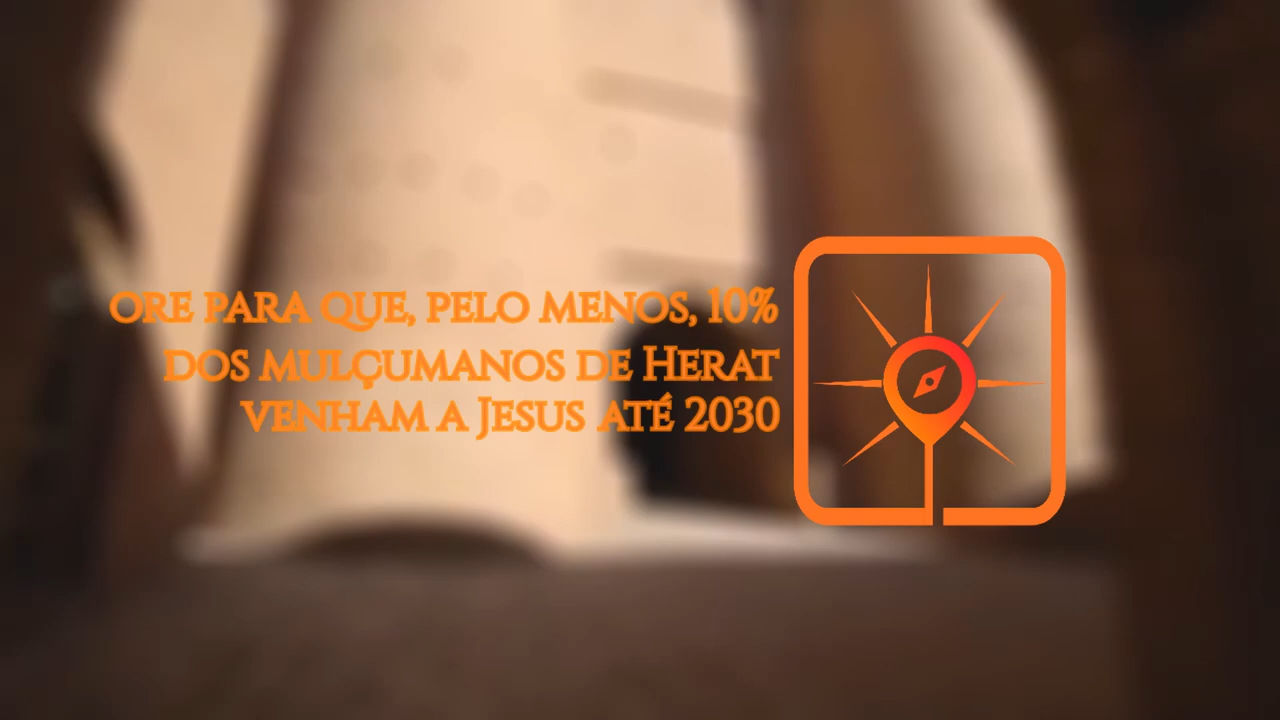 ORE PARA QUE, PELO MENOS, 10%
DOS MULÇUMANOS DE HERAT
VENHAM A JESUS ATÉ 2030